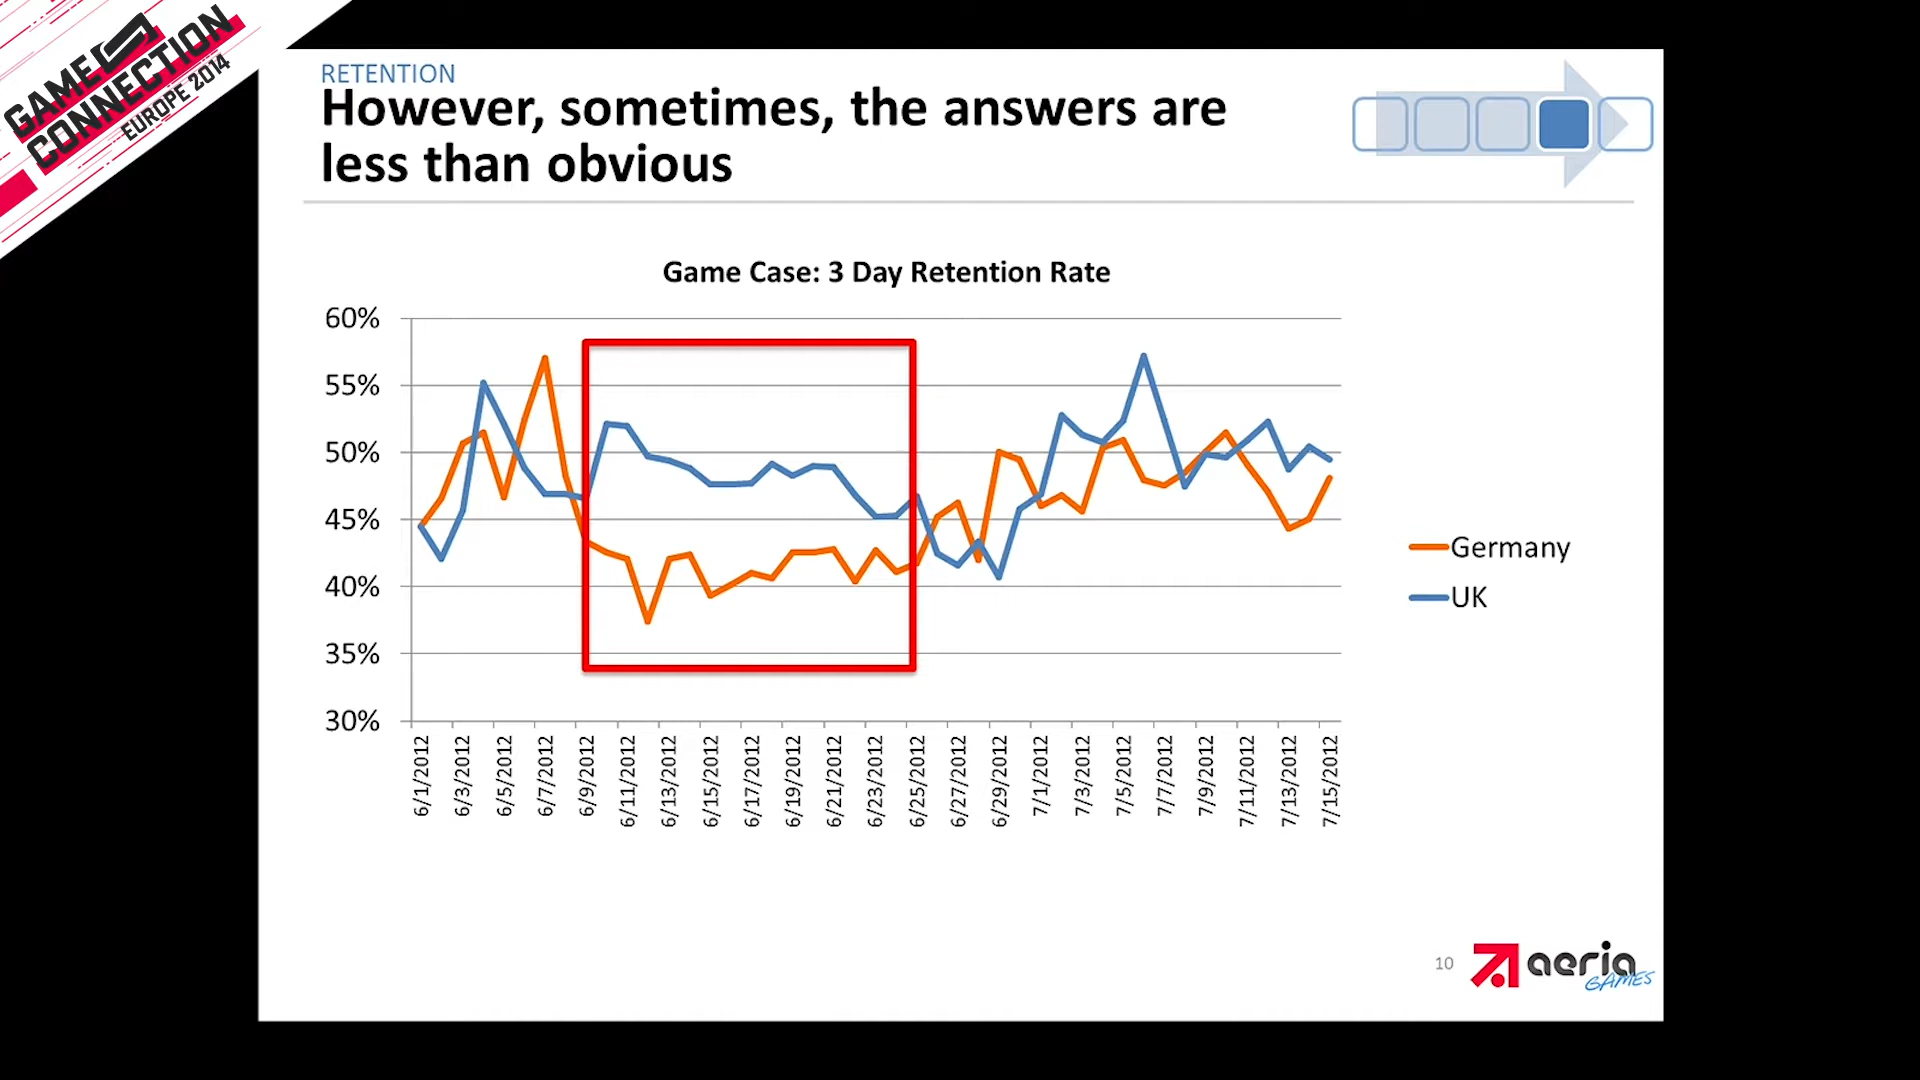 GAME
CONNECTION
EUROPE 2014
RETENTION
However, sometimes, the answers are
less than obvious
Game Case: 3 Day Retention Rate
60%
55%
50%
45%
40%
35%
30%
6/1/2012
6/3/2012
6/5/2012
6/7/2012
6/9/2012
6/11/2012
6/13/2012
6/15/2012
6/17/2012
6/19/2012
6/21/2012
6/23/2012
6/25/2012
6/27/2012
6/29/2012
7/1/2012
7/3/2012
7/5/2012
7/7/2012
7/9/2012
7/11/2012
7/13/2012
7/15/2012
Germany
UK
10
aeria
GAMES